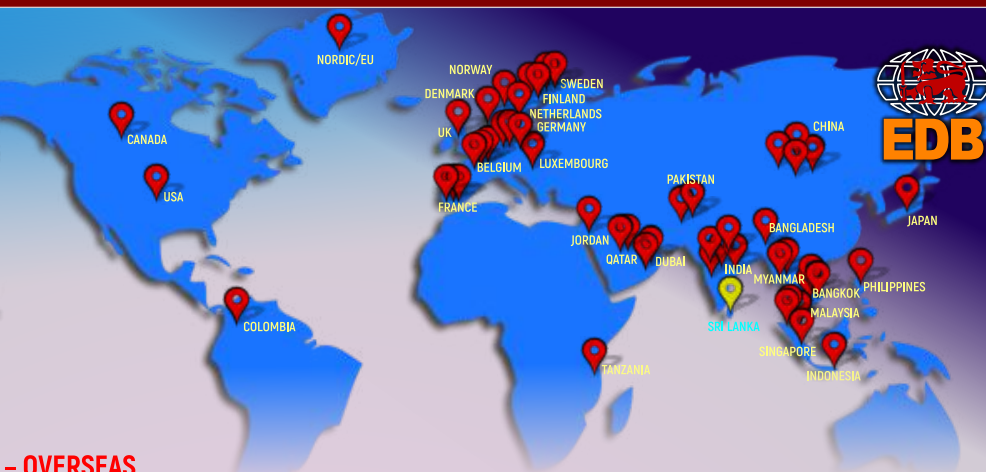 NORDIC/EU
NORWAY
SWEDEN
DENMARK
FINLAND
NETHERLANDS
UK
GERMANY
CANADA
CHINA
EDB
BELGIUM
LUXEMBOURG
USA
PAKISTAN
FRANCE
JAPAN
JORDAN
BANGLADESH
QATAR
DUBAI
INDIA
MYANMAR
PHILIPPINES
BANGKOK
MALAYSIA
COLOMBIA
SRI LANKA
SINGAPORE
TANZANIA
INDONESIA
– OVERSEAS